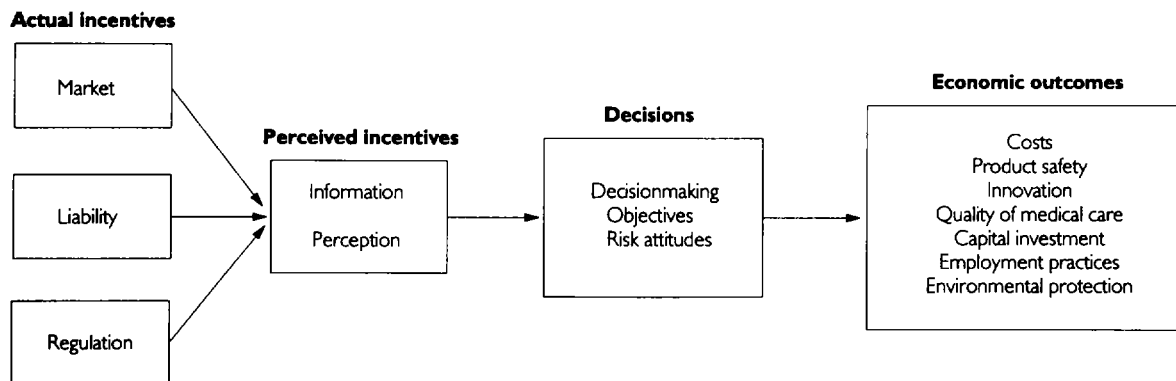 Actual incentives
Market
Liability
Regulation
Perceived incentives
Information
Perception
Decisions
Decisionmaking
Objectives
Risk attitudes
Economic outcomes
Costs
Product safety
Innovation
Quality of medical care
Capital investment
Employment practices
Environmental protection